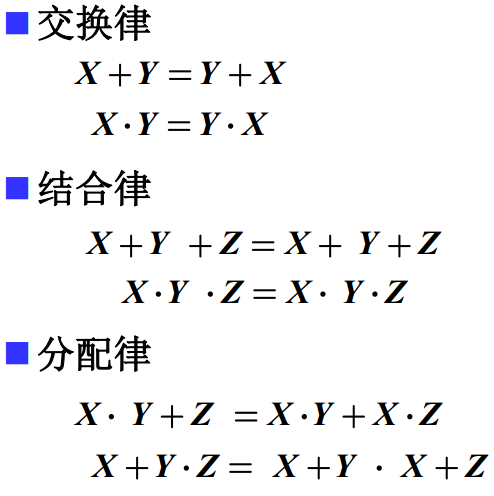 ■ 交换律
X + Y = Y + X
X · Y = Y · X
■ 结合律
X + Y + Z = X + Y + Z
X · Y · Z = X · Y · Z
■ 分配律
X · Y + Z = X · Y + X · Z
X + Y · Z = X + Y · X + Z